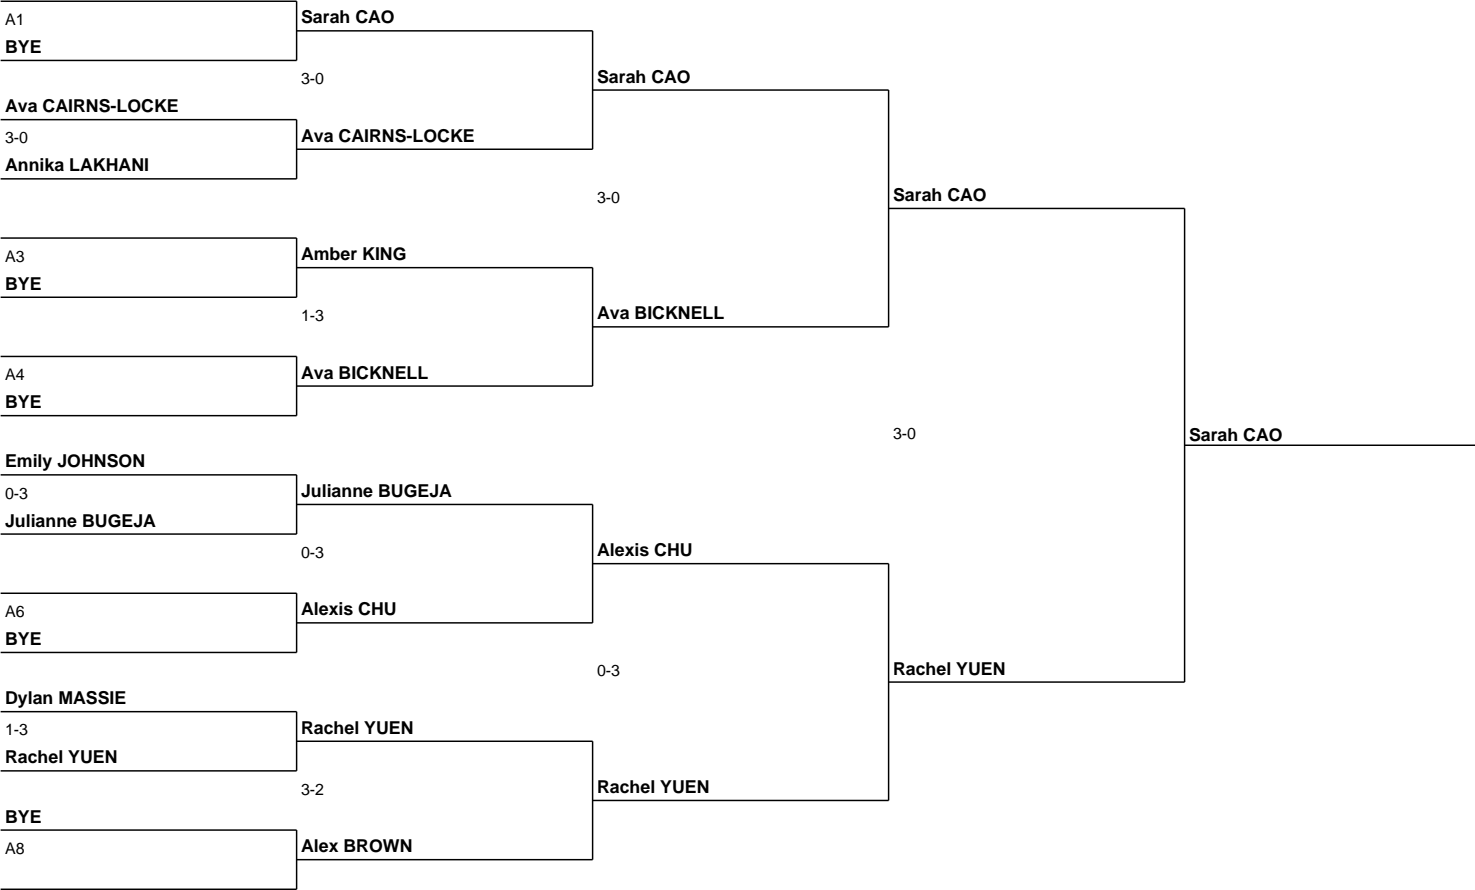 A1
BYE
Sarah CAO
3-0
Ava CAIRNS-LOCKE
3-0
Annika LAKHANI
Ava CAIRNS-LOCKE
Sarah CAO
3-0
A3
BYE
Amber KING
1-3
A4
BYE
Ava BICKNELL
Ava BICKNELL
Sarah CAO
3-0
Emily JOHNSON
0-3
Julianne BUGEJA
Julianne BUGEJA
0-3
A6
BYE
Alexis CHU
Alexis CHU
0-3
Dylan MASSIE
1-3
Rachel YUEN
Rachel YUEN
3-2
BYE
A8
Alex BROWN
Rachel YUEN
Rachel YUEN
Sarah CAO